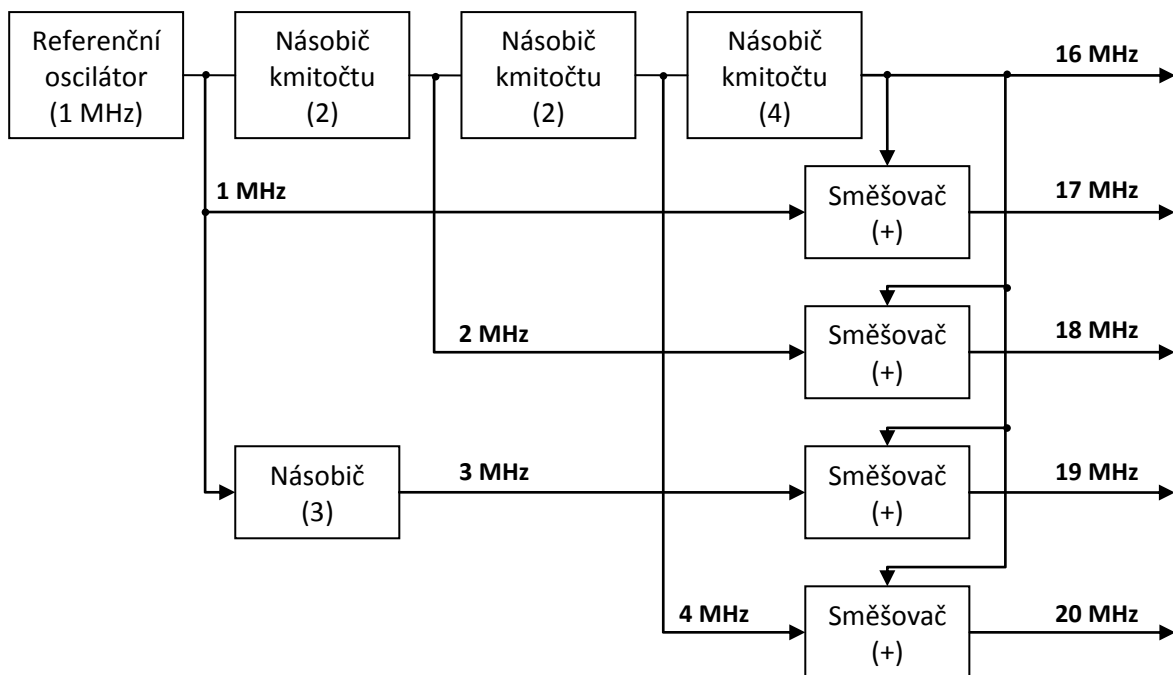 Referenční
oscilátor
(1 MHz)
Násobič
kmitočtu
(2)
Násobič
kmitočtu
(2)
Násobič
kmitočtu
(4)
16 MHz
1 MHz
Směšovač
(+)
17 MHz
2 MHz
Směšovač
(+)
18 MHz
Násobič
(3)
3 MHz
Směšovač
(+)
19 MHz
4 MHz
Směšovač
(+)
20 MHz